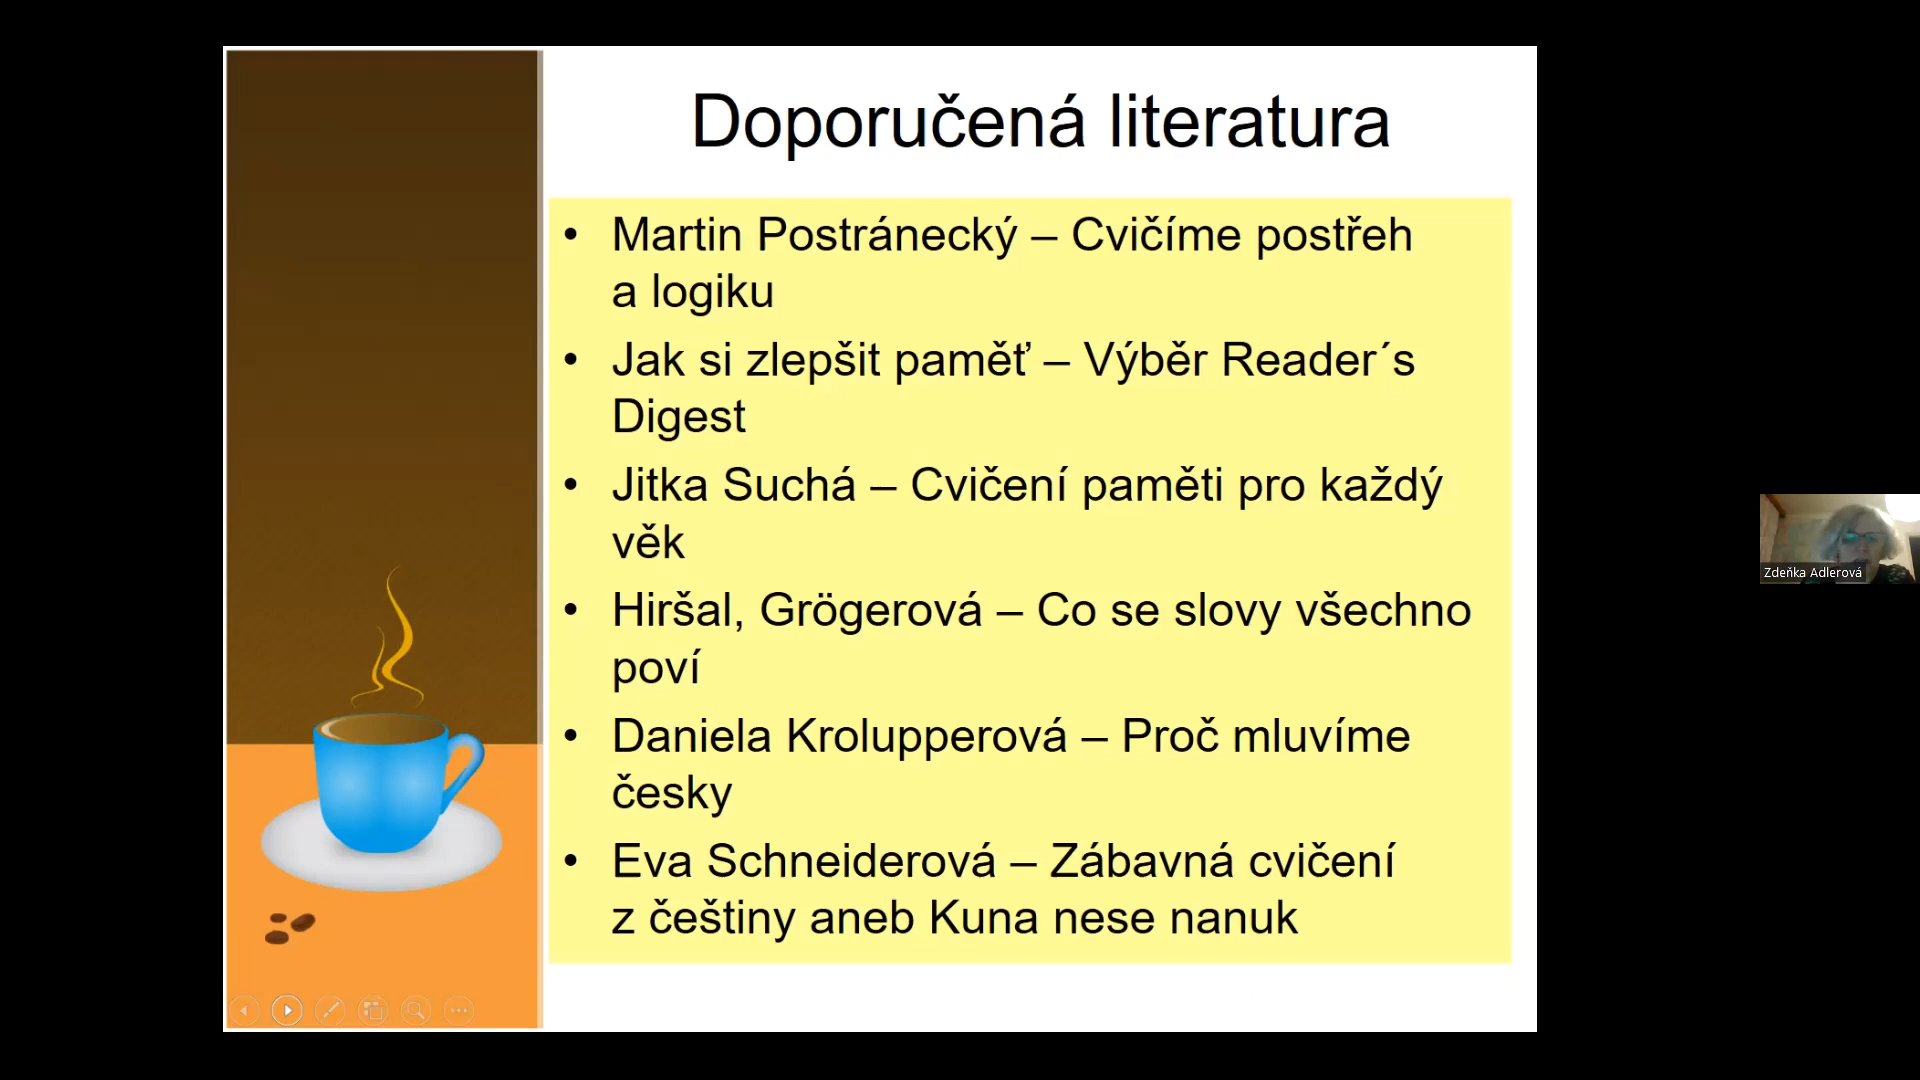 Doporučená literatura
• Martin Postránecký – Cvičíme postřeh
a logiku
• Jak si zlepšit paměť – Výběr Reader´s
Digest
• Jitka Suchá – Cvičení paměti pro každý
věk
• Hiršal, Grögerová – Co se slovy všechno
poví
• Daniela Krolupperová – Proč mluvíme
česky
• Eva Schneiderová – Zábavná cvičení
z češtiny aneb Kuna nese nanuk
Zdeňka Adlerová